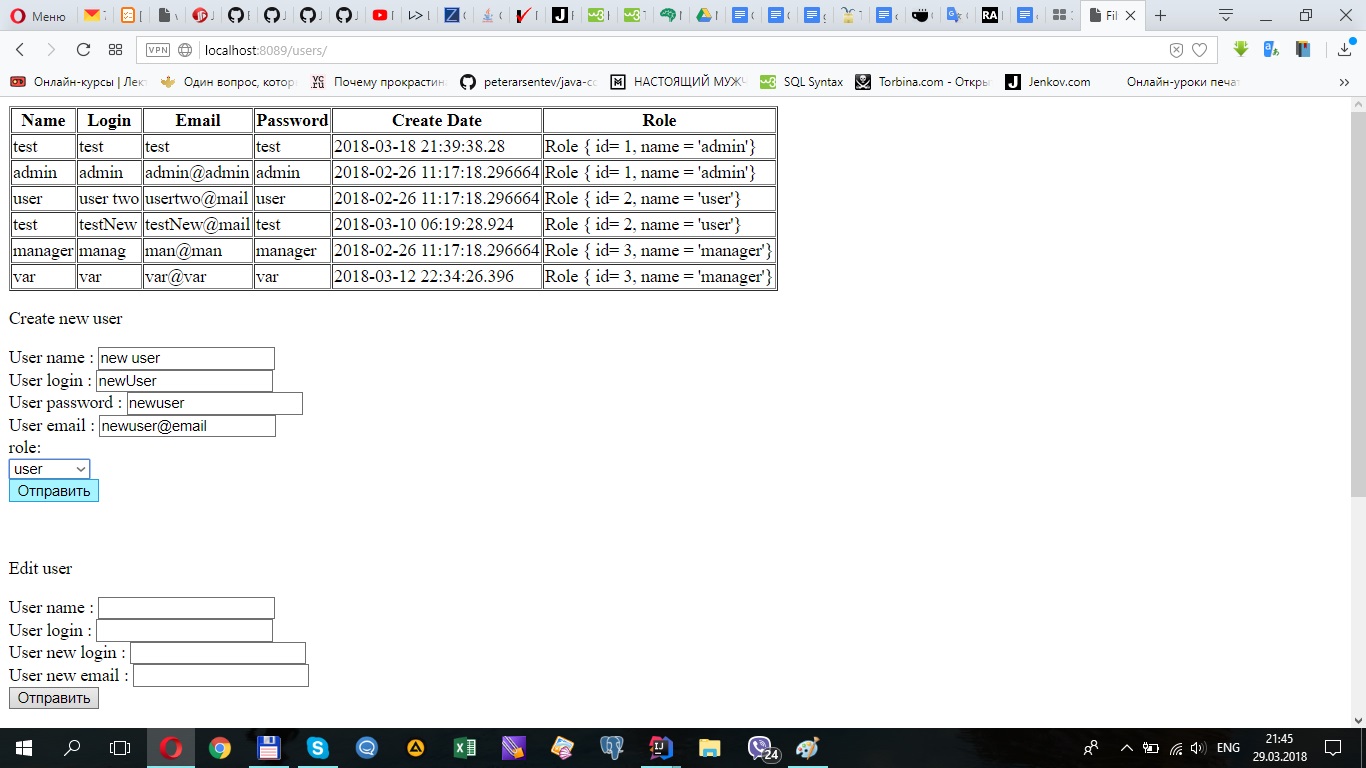 Меню
localhost:8089/users/
VPN
Онлайн-курсы | Лек
Один вопрос, котор
Почему прокрастин
peterarsentev/java-co
НАСТОЯЩИЙ МУЖЧ
SQL Syntax
Torbina.com - Откры
Jenkov.com
Онлайн-уроки печат
Name Login Email Password Create Date Role
test test test test 2018-03-18 21:39:38.28 Role { id= 1, name = 'admin'}
admin admin admin@admin admin 2018-02-26 11:17:18.296664 Role { id= 1, name = 'admin'}
user user two usertwo@mail user 2018-02-26 11:17:18.296664 Role { id= 2, name = 'user'}
test testNew testNew@mail test 2018-03-10 06:19:28.924 Role { id= 2, name = 'user'}
manager manag man@man manager 2018-02-26 11:17:18.296664 Role { id= 3, name = 'manager'}
var var var@var var 2018-03-12 22:34:26.396 Role { id= 3, name = 'manager'}
Create new user
User name : new user
User login : newUser
User password : newuser
User email : newuser@email
role:
user
Отправить
Edit user
User name :
User login :
User new login :
User new email :
Отправить
24
ENG
21:45
29.03.2018